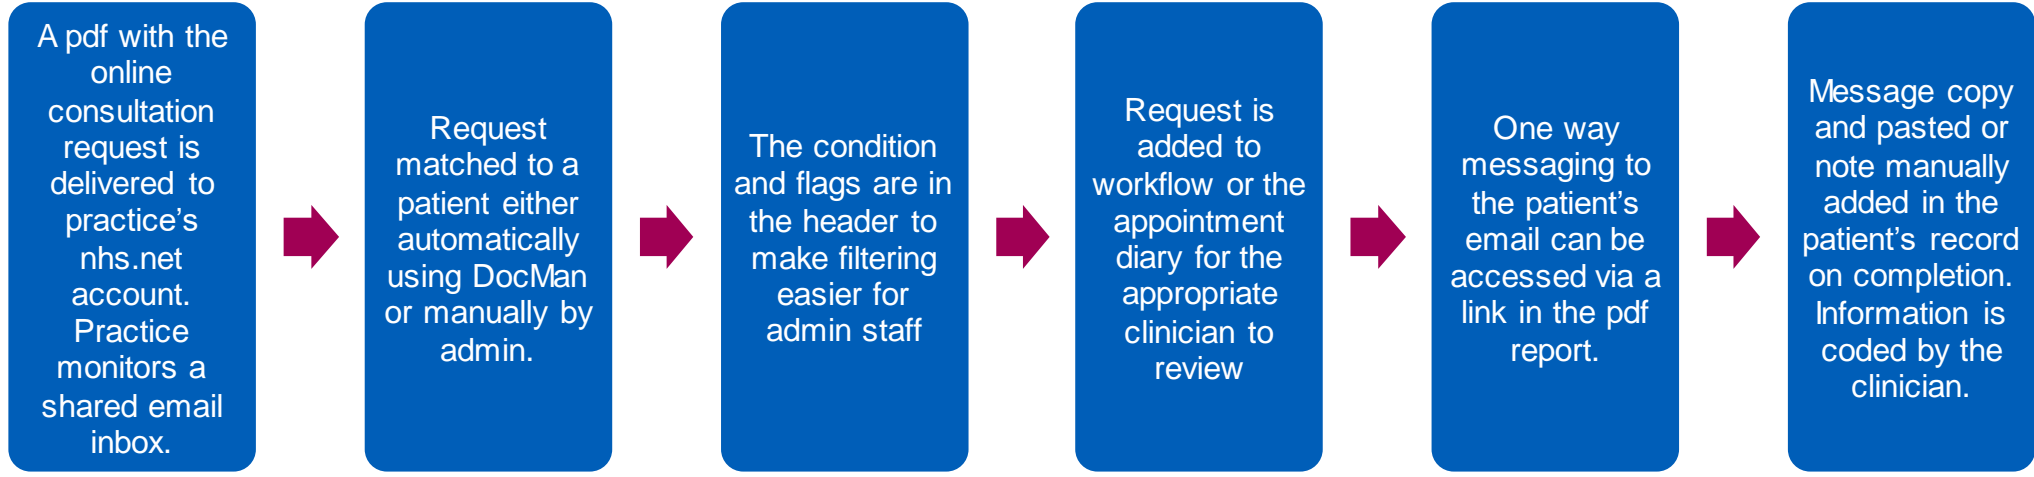 A pdf with the
online
consultation
request is
delivered to
practice’s
nhs.net
account.
Practice
monitors a
shared email
inbox.
Request
matched to a
patient either
automatically
using DocMan
or manually by
admin.
The condition
and flags are in
the header to
make filtering
easier for
admin staff
Request is
added to
workflow or the
appointment
diary for the
appropriate
clinician to
review
One way
messaging to
the patient’s
email can be
accessed via a
link in the pdf
report.
Message copy
and pasted or
note manually
added in the
patient’s record
on completion.
Information is
coded by the
clinician.